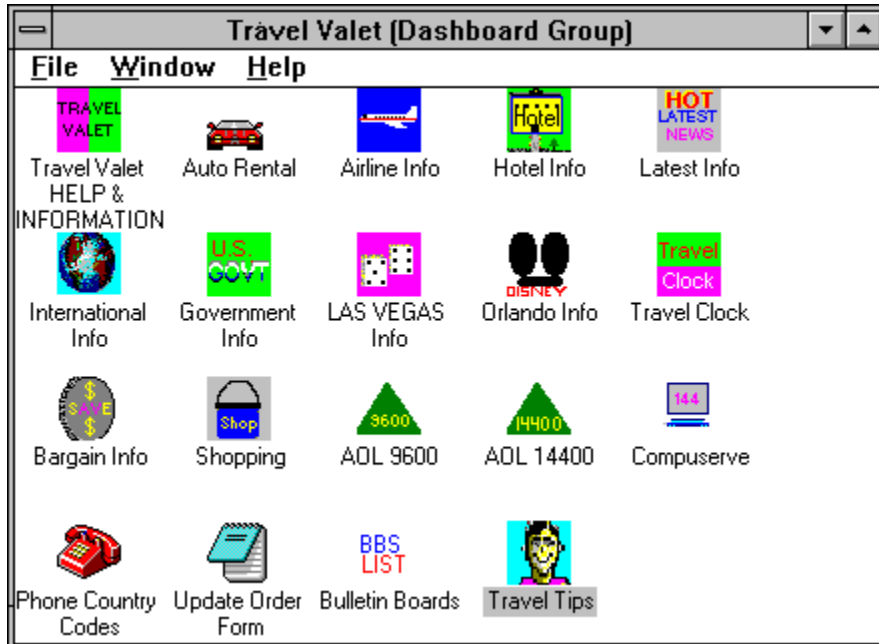 Travel Valet (Dashboard Group)
File Window Help
TRAVEL
VALET
Hotel
HOT
LATEST
NEWS
Travel Valet
HELP &
INFORMATION
Auto Rental
Airline Info
Hotel Info
Latest Info
U.S.
GOVT
DISNEY
Travel
Clock
International
Info
Government
Info
LAS VEGAS
Info
Orlando Info
Travel Clock
$
SAVE
$
Shop
9600
14400
144
Bargain Info
Shopping
AOL 9600
AOL 14400
Compuserve
BBS
LIST
Phone Country
Codes
Update Order
Form
Bulletin Boards
Travel Tips